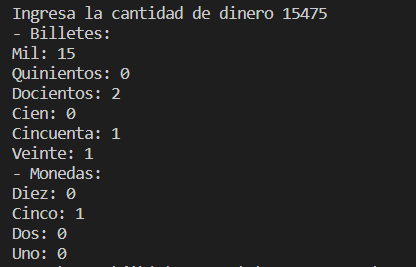 Ingresa la cantidad de dinero 15475
- Billetes:
Mil: 15
Quinientos: 0
Docientos: 2
Cien: 0
Cincuenta: 1
Veinte: 1
- Monedas:
Diez: 0
Cinco: 1
Dos: 0
Uno: 0